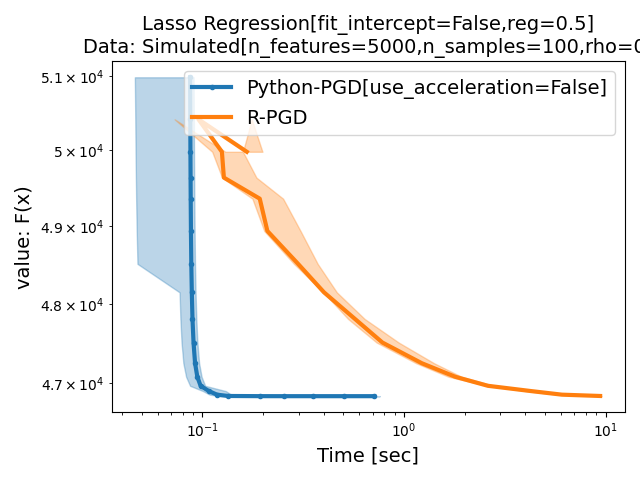 Lasso Regression[fit_intercept=False,reg=0.5]
Data: Simulated[n_features=5000,n_samples=100,rho=0
Python-PGD[use_acceleration=False]
R-PGD
value: F(x)
5.1 × 10⁴
5 × 10⁴
4.9 × 10⁴
4.8 × 10⁴
4.7 × 10⁴
10⁻¹
10⁰
10¹
Time [sec]